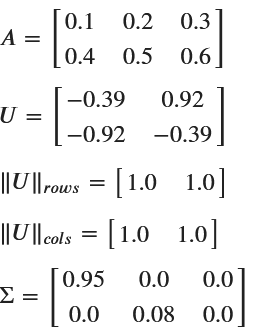 A = [0.1 0.2 0.3
0.4 0.5 0.6]
U = [−0.39 0.92
−0.92 −0.39]
‖U‖rows = [1.0 1.0]
‖U‖cols = [1.0 1.0]
Σ = [0.95 0.0 0.0
0.0 0.08 0.0]